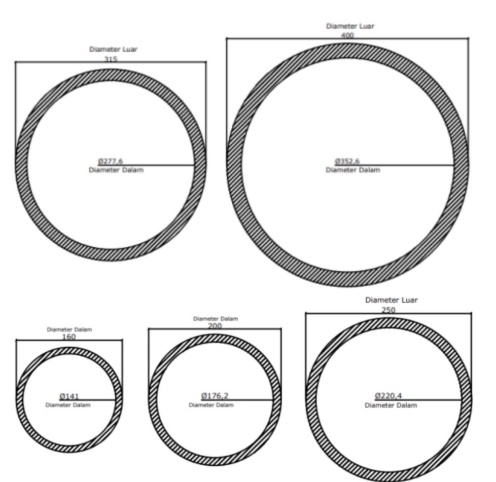 Diameter Luar
315
Ø277,6
Diameter Dalam
Diameter Luar
400
Ø352,6
Diameter Dalam
Diameter Dalam
160
Ø141
Diameter Dalam
Diameter Dalam
200
Ø176,2
Diameter Dalam
Diameter Luar
250
Ø220,4
Diameter Dalam